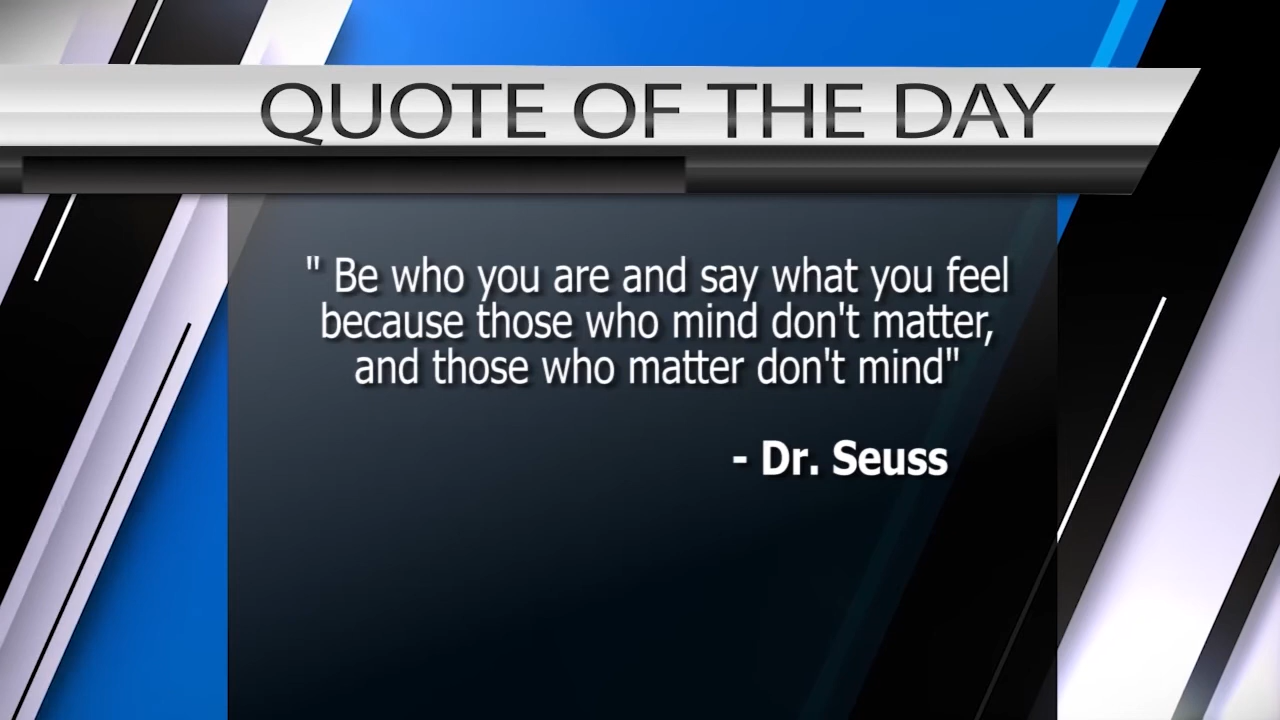 QUOTE OF THE DAY
" Be who you are and say what you feel
because those who mind don't matter,
and those who matter don't mind"
- Dr. Seuss